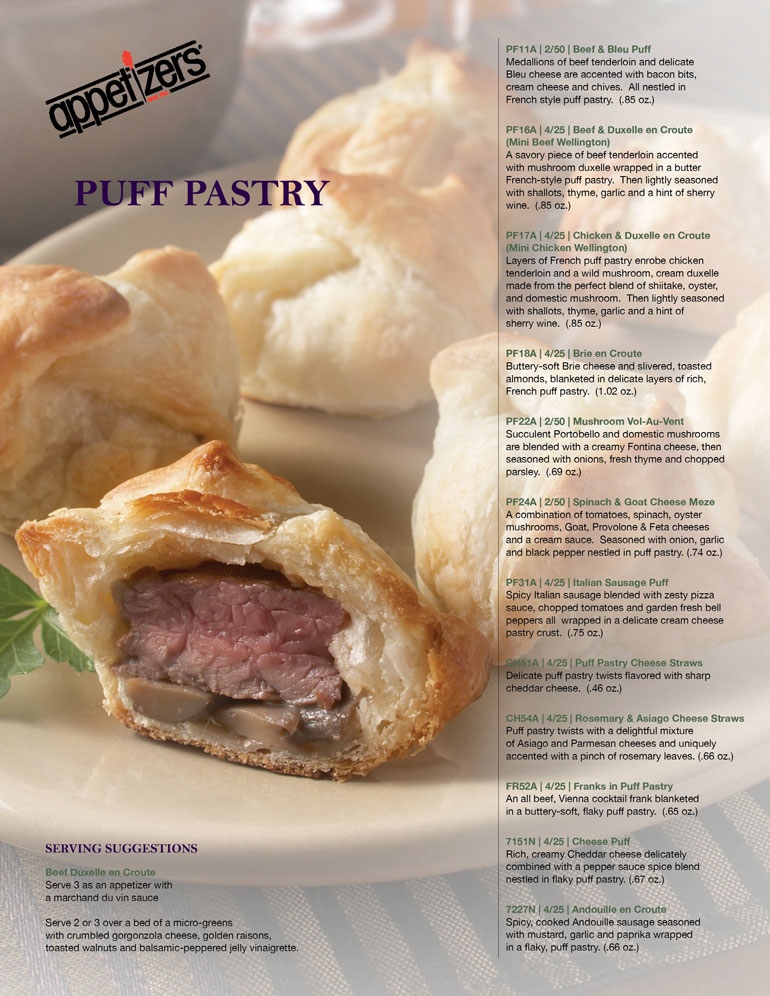 appetizers
PUFF PASTRY
PF11A | 2/50 | Beef & Bleu Puff
Medallions of beef tenderloin and delicate
Bleu cheese are accented with bacon bits,
cream cheese and chives.  All nestled in
French style puff pastry.  (.85 oz.)
PF16A | 4/25 | Beef & Duxelle en Croute
(Mini Beef Wellington)
A savory piece of beef tenderloin accented
with mushroom duxelle wrapped in a butter
French-style puff pastry.  Then lightly seasoned
with shallots, thyme, garlic and a hint of sherry
wine.  (.85 oz.)
PF17A | 4/25 | Chicken & Duxelle en Croute
(Mini Chicken Wellington)
Layers of French puff pastry enrobe chicken
tenderloin and a wild mushroom, cream duxelle
made from the perfect blend of shiitake, oyster,
and domestic mushroom.  Then lightly seasoned
with shallots, thyme, garlic and a hint of
sherry wine.  (.85 oz.)
PF18A | 4/25 | Brie en Croute
Buttery-soft Brie cheese and slivered, toasted
almonds, blanketed in delicate layers of rich,
French puff pastry.  (1.02 oz.)
PF22A | 2/50 | Mushroom Vol-Au-Vent
Succulent Portobello and domestic mushrooms
are blended with a creamy Fontina cheese, then
seasoned with onions, fresh thyme and chopped
parsley.  (.69 oz.)
PF24A | 2/50 | Spinach & Goat Cheese Meze
A combination of tomatoes, spinach, oyster
mushrooms, Goat, Provolone & Feta cheeses
and a cream sauce.  Seasoned with onion, garlic
and black pepper nestled in puff pastry. (.74 oz.)
PF31A | 4/25 | Italian Sausage Puff
Spicy Italian sausage blended with zesty pizza
sauce, chopped tomatoes and garden fresh bell
peppers all  wrapped in a delicate cream cheese
pastry crust.  (.75 oz.)
CH51A | 4/25 | Puff Pastry Cheese Straws
Delicate puff pastry twists flavored with sharp
cheddar cheese.  (.46 oz.)
CH54A | 4/25 | Rosemary & Asiago Cheese Straws
Puff pastry twists with a delightful mixture
of Asiago and Parmesan cheeses and uniquely
accented with a pinch of rosemary leaves. (.66 oz.)
FR52A | 4/25 | Franks in Puff Pastry
An all beef, Vienna cocktail frank blanketed
in a buttery-soft, flaky puff pastry.  (.65 oz.)
7151N | 4/25 | Cheese Puff
Rich, creamy Cheddar cheese delicately
combined with a pepper sauce spice blend
nestled in flaky puff pastry. (.67 oz.)
7227N | 4/25 | Andouille en Croute
Spicy, cooked Andouille sausage seasoned
with mustard, garlic and paprika wrapped
in a flaky, puff pastry. (.66 oz.)
SERVING SUGGESTIONS
Beef Duxelle en Croute
Serve 3 as an appetizer with
a marchand du vin sauce
Serve 2 or 3 over a bed of a micro-greens
with crumbled gorgonzola cheese, golden raisons,
toasted walnuts and balsamic-peppered jelly vinaigrette.